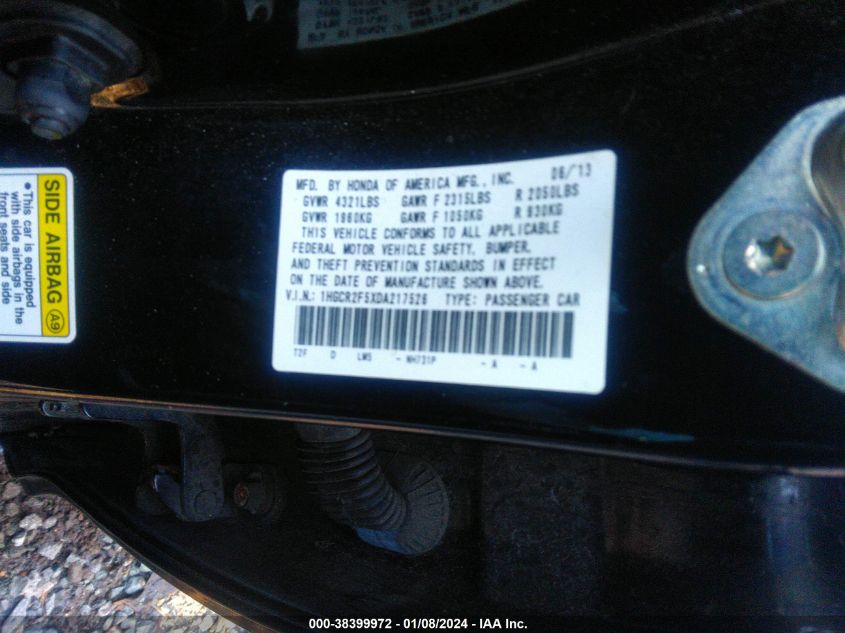 SIDE AIRBAG A9
•This car is equipped
with side airbags in the
front seats and side
MFD. BY HONDA OF AMERICA MFG., INC. 06/13
GVWR 4321LBS GAWR F 2315LBS R 2050LBS
GVWR 1960KG GAWR F 1050KG R 930KG
THIS VEHICLE CONFORMS TO ALL APPLICABLE
FEDERAL MOTOR VEHICLE SAFETY, BUMPER,
AND THEFT PREVENTION STANDARDS IN EFFECT
ON THE DATE OF MANUFACTURE SHOWN ABOVE.
V.I.N.: 1HGCR2F5XDA217526 TYPE: PASSENGER CAR
T2F D LMS - NH731P - A - A
000-38399972 - 01/08/2024 - IAA Inc.